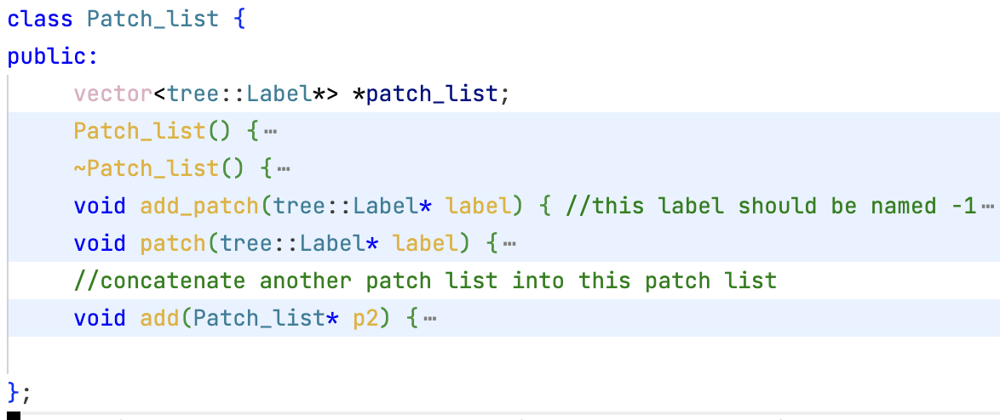 class Patch_list {
public:
vector<tree::Label*> *patch_list;
Patch_list() {⋯
~Patch_list() {⋯
void add_patch(tree::Label* label) { //this label should be named -1⋯
void patch(tree::Label* label) {⋯
//concatenate another patch list into this patch list
void add(Patch_list* p2) {⋯
};